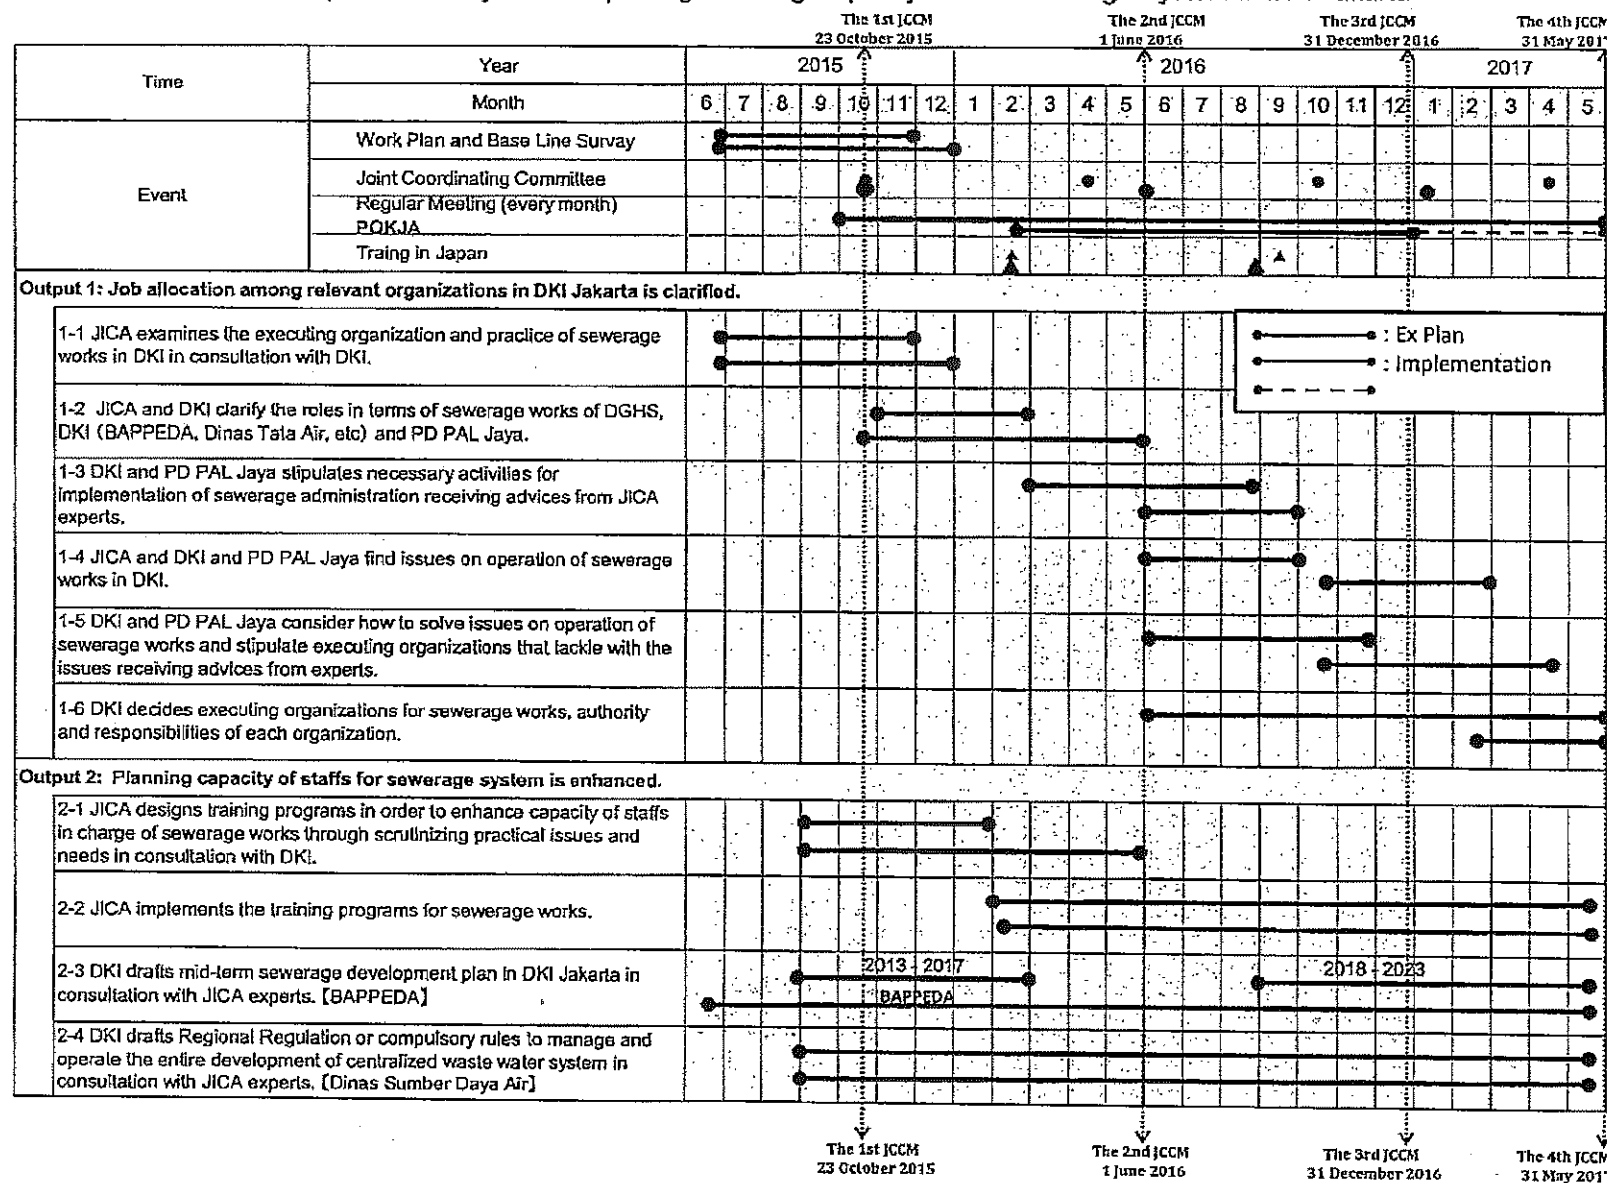 The 1st JCCM
23 October 2015
The 2nd JCCM
1 June 2016
The 3rd JCCM
31 December 2016
The 4th JCCM
31 May 201
Time
Year
2015
2016
2017
Month
6 7 8 9 10 11 12 1 2 3 4 5 6 7 8 9 10 11 12 1 2 3 4 5
Event
Work Plan and Base Line Survay
Joint Coordinating Committee
Regular Meeting (every month)
POKJA
Traing in Japan
Output 1: Job allocation among relevant organizations in DKI Jakarta is clarified.
1-1 JICA examines the executing organization and practice of sewerage
works in DKI in consultation with DKI.
: Ex Plan
: Implementation
1-2 JICA and DKI clarify the roles in terms of sewerage works of DGHS,
DKI (BAPPEDA, Dinas Tata Air, etc) and PD PAL Jaya.
1-3 DKI and PD PAL Jaya stipulates necessary activities for
implementation of sewerage administration receiving advices from JICA
experts.
1-4 JICA and DKI and PD PAL Jaya find issues on operation of sewerage
works in DKI.
1-5 DKI and PD PAL Jaya consider how to solve issues on operation of
sewerage works and stipulate executing organizations that tackle with the
issues receiving advices from experts.
1-6 DKI decides executing organizations for sewerage works, authority
and responsibilities of each organization.
Output 2: Planning capacity of staffs for sewerage system is enhanced.
2-1 JICA designs training programs in order to enhance capacity of staffs
in charge of sewerage works through scrutinizing practical issues and
needs in consultation with DKI.
2-2 JICA implements the training programs for sewerage works.
2-3 DKI drafts mid-term sewerage development plan in DKI Jakarta in
consultation with JICA experts.【BAPPEDA】
2013 - 2017
2018 - 2023
BAPPEDA
2-4 DKI drafts Regional Regulation or compulsory rules to manage and
operate the entire development of centralized waste water system in
consultation with JICA experts. [Dinas Sumber Daya Air]
The 1st JCCM
23 October 2015
The 2nd JCCM
1 June 2016
The 3rd JCCM
31 December 2016
The 4th JCCM
31 May 201